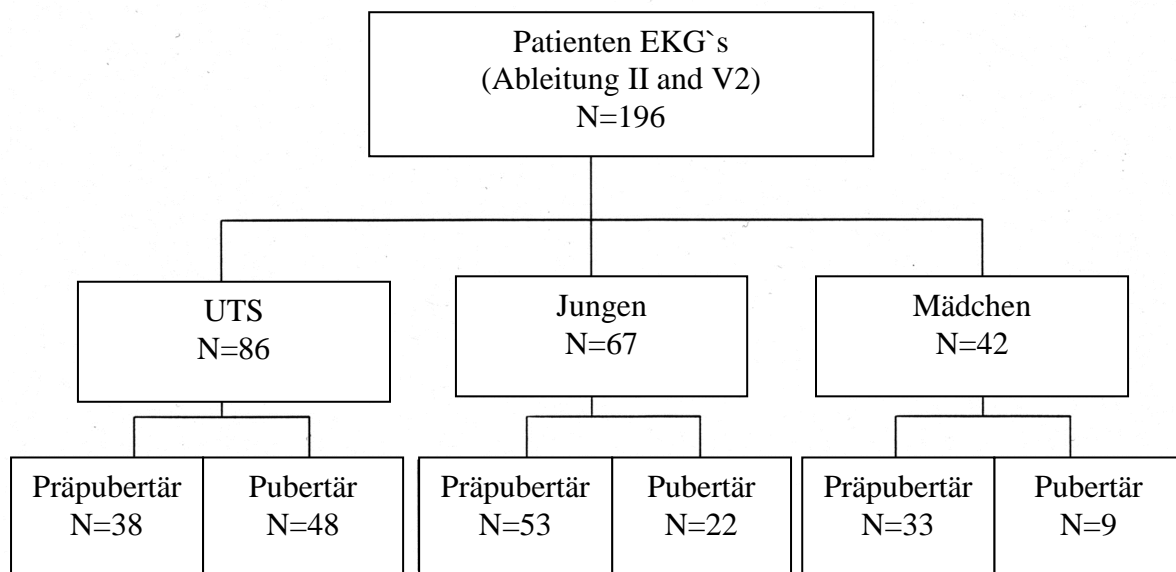 Patienten EKG`s
(Ableitung II and V2)
N=196
UTS
N=86
Jungen
N=67
Mädchen
N=42
Präpubertär
N=38
Pubertär
N=48
Präpubertär
N=53
Pubertär
N=22
Präpubertär
N=33
Pubertär
N=9